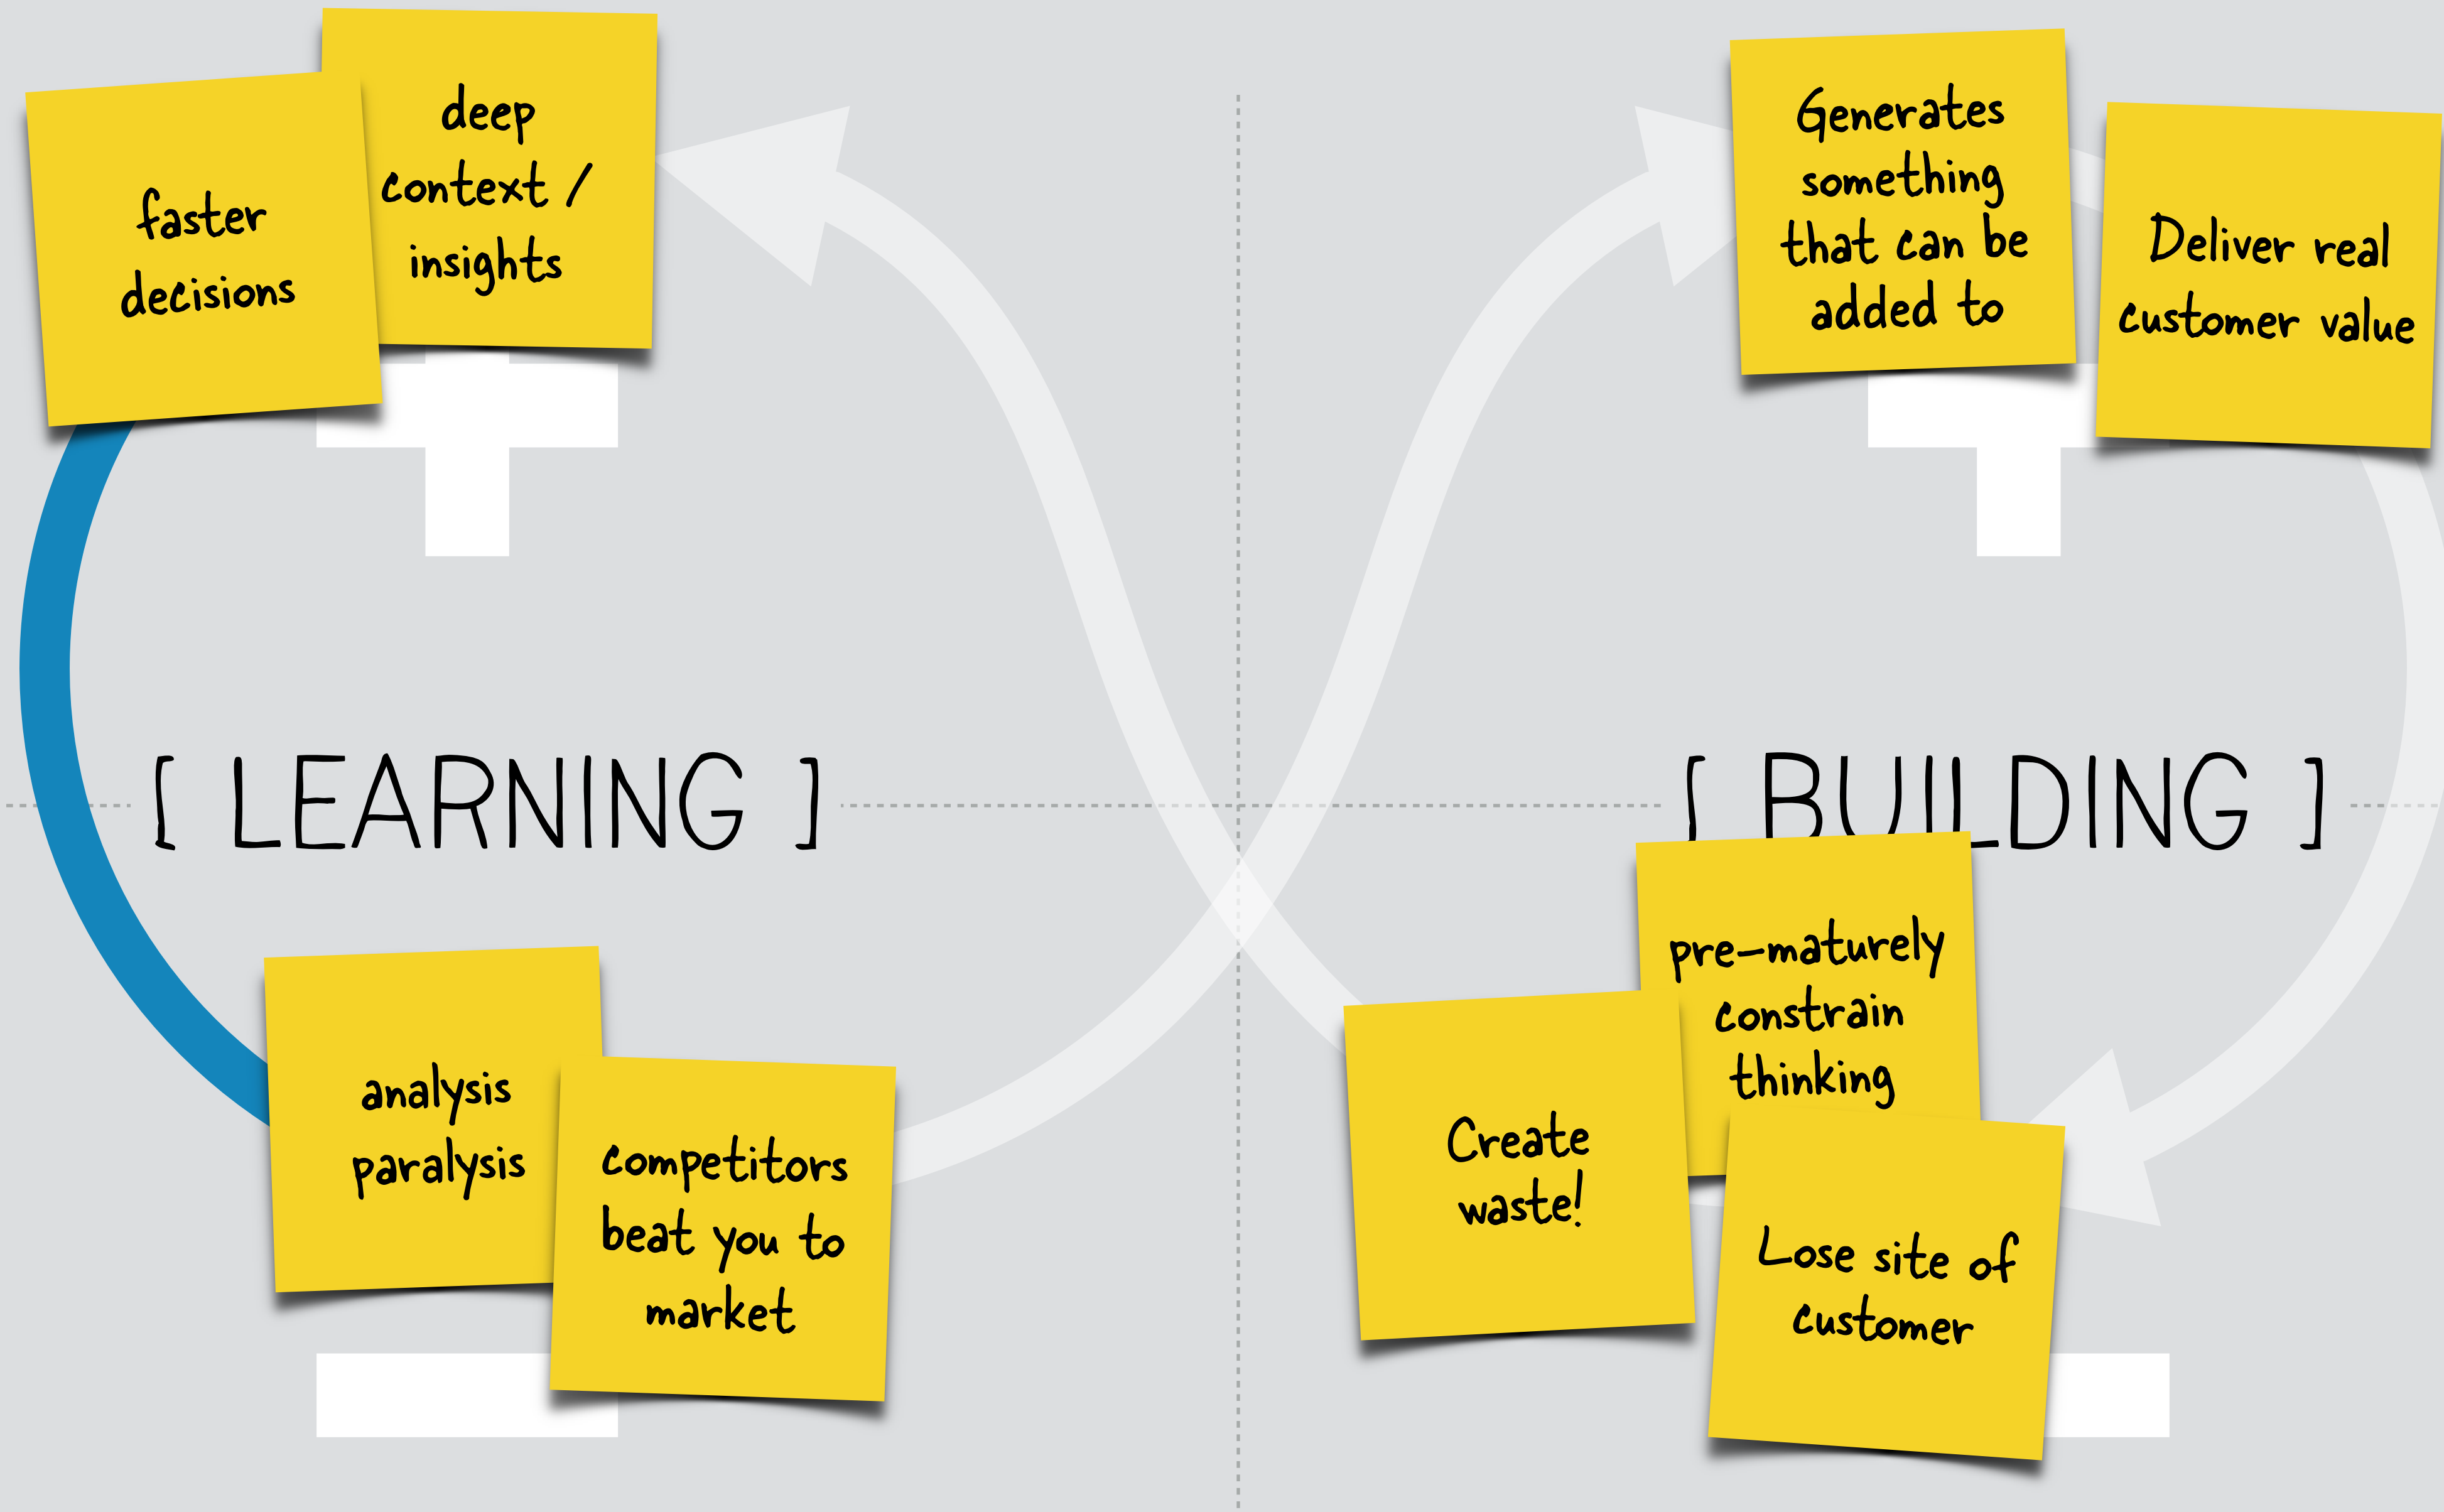 faster
decisions
deep
context /
insights
Generates
something
that can be
added to
Deliver real
customer value
[ LEARNING ]
[ BUILDING ]
analysis
paralysis
competitors
beat you to
market
pre-maturely
constrain
thinking
Create
waste!
Lose site of
customer